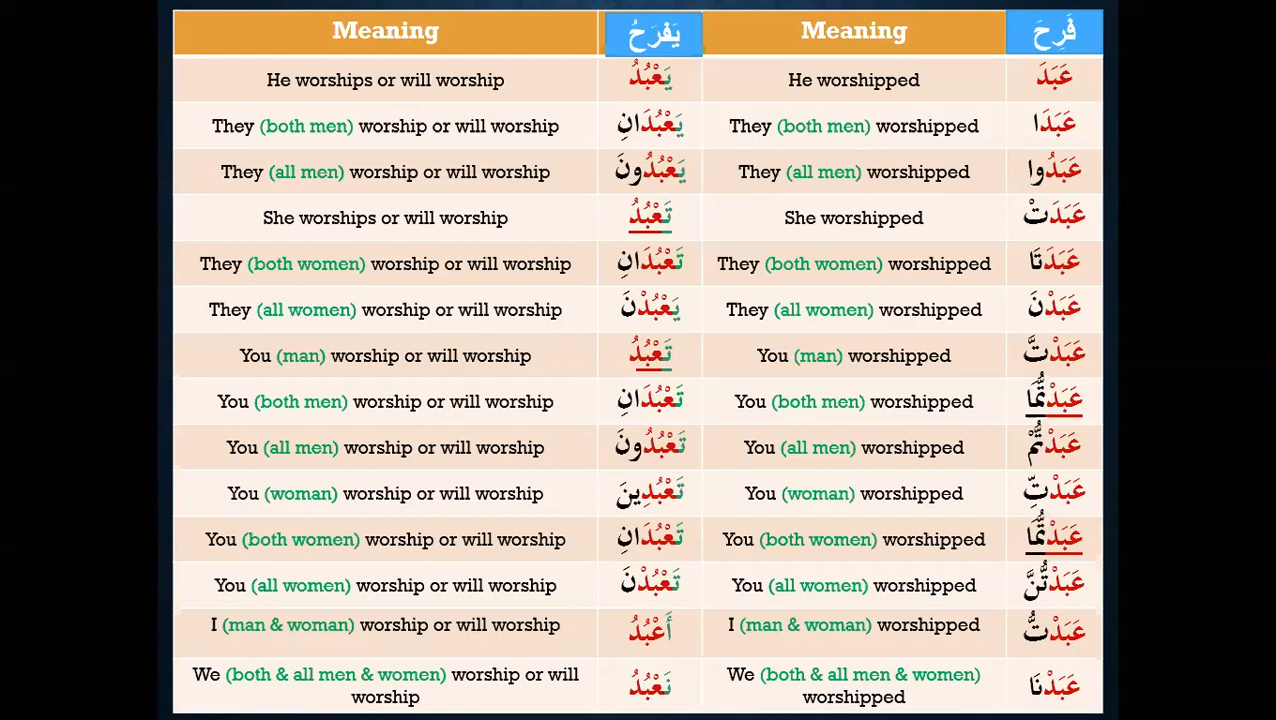 Meaning يَفرَحُ Meaning فَرِحَ
He worships or will worship يَعْبُدُ He worshipped عَبَدَ
They (both men) worship or will worship يَعْبُدَانِ They (both men) worshipped عَبَدَا
They (all men) worship or will worship يَعْبُدُونَ They (all men) worshipped عَبَدُوا
She worships or will worship تَعْبُدُ She worshipped عَبَدَتْ
They (both women) worship or will worship تَعْبُدَانِ They (both women) worshipped عَبَدَتَا
They (all women) worship or will worship يَعْبُدْنَ They (all women) worshipped عَبَدْنَ
You (man) worship or will worship تَعْبُدُ You (man) worshipped عَبَدْتَّ
You (both men) worship or will worship تَعْبُدَانِ You (both men) worshipped عَبَدْتُّمَا
You (all men) worship or will worship تَعْبُدُونَ You (all men) worshipped عَبَدْتُّمْ
You (woman) worship or will worship تَعْبُدِينَ You (woman) worshipped عَبَدْتِّ
You (both women) worship or will worship تَعْبُدَانِ You (both women) worshipped عَبَدْتُّمَا
You (all women) worship or will worship تَعْبُدْنَ You (all women) worshipped عَبَدْتُّنَّ
I (man & woman) worship or will worship أَعْبُدُ I (man & woman) worshipped عَبَدْتُّ
We (both & all men & women) worship or will worship نَعْبُدُ We (both & all men & women) worshipped عَبَدْنَا